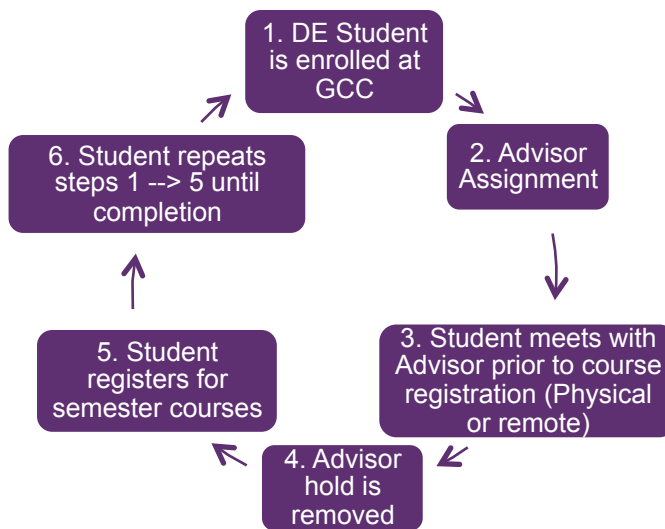 1. DE Student
is enrolled at
GCC
2. Advisor
Assignment
3. Student meets with
Advisor prior to course
registration (Physical
or remote)
4. Advisor
hold is
removed
5. Student
registers for
semester courses
6. Student repeats
steps 1 --> 5 until
completion